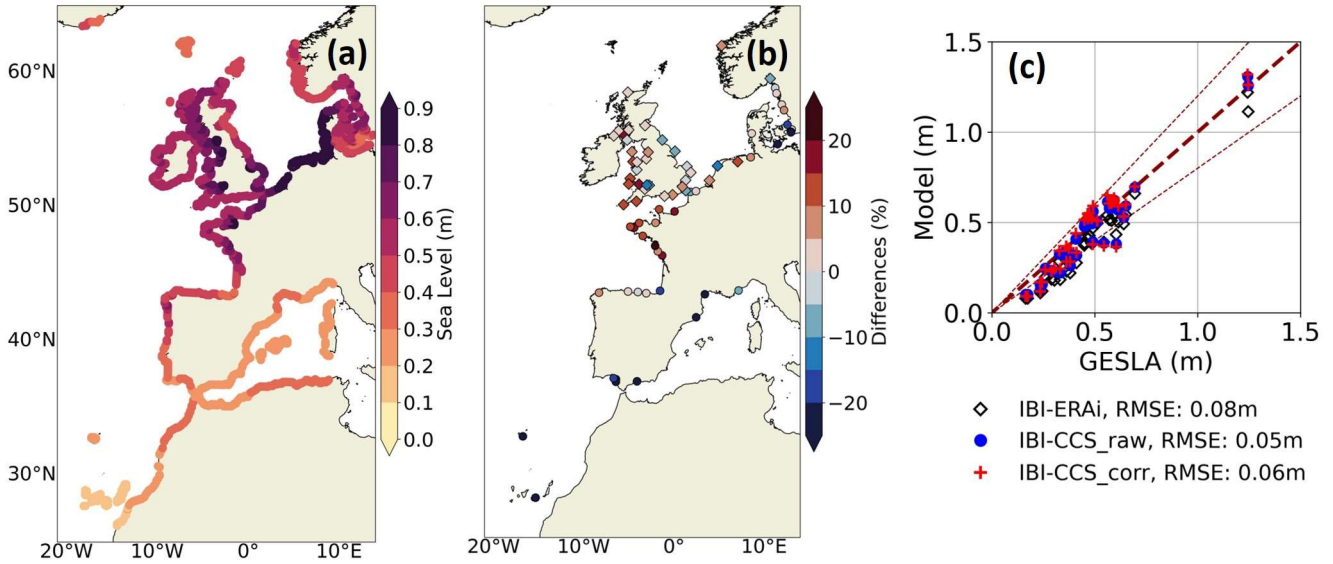 (a)
60°N
50°N
40°N
30°N
20°W 10°W 0° 10°E
0.9
0.8
0.7
0.6
0.5
0.4
0.3
0.2
0.1
0.0
Sea Level (m)
(b)
20°W 10°W 0° 10°E
20
10
0
−10
−20
Differences (%)
(c)
1.5
1.0
0.5
0.0
Model (m)
0.0 0.5 1.0 1.5
GESLA (m)
IBI-ERAi, RMSE: 0.08m
IBI-CCS_raw, RMSE: 0.05m
IBI-CCS_corr, RMSE: 0.06m